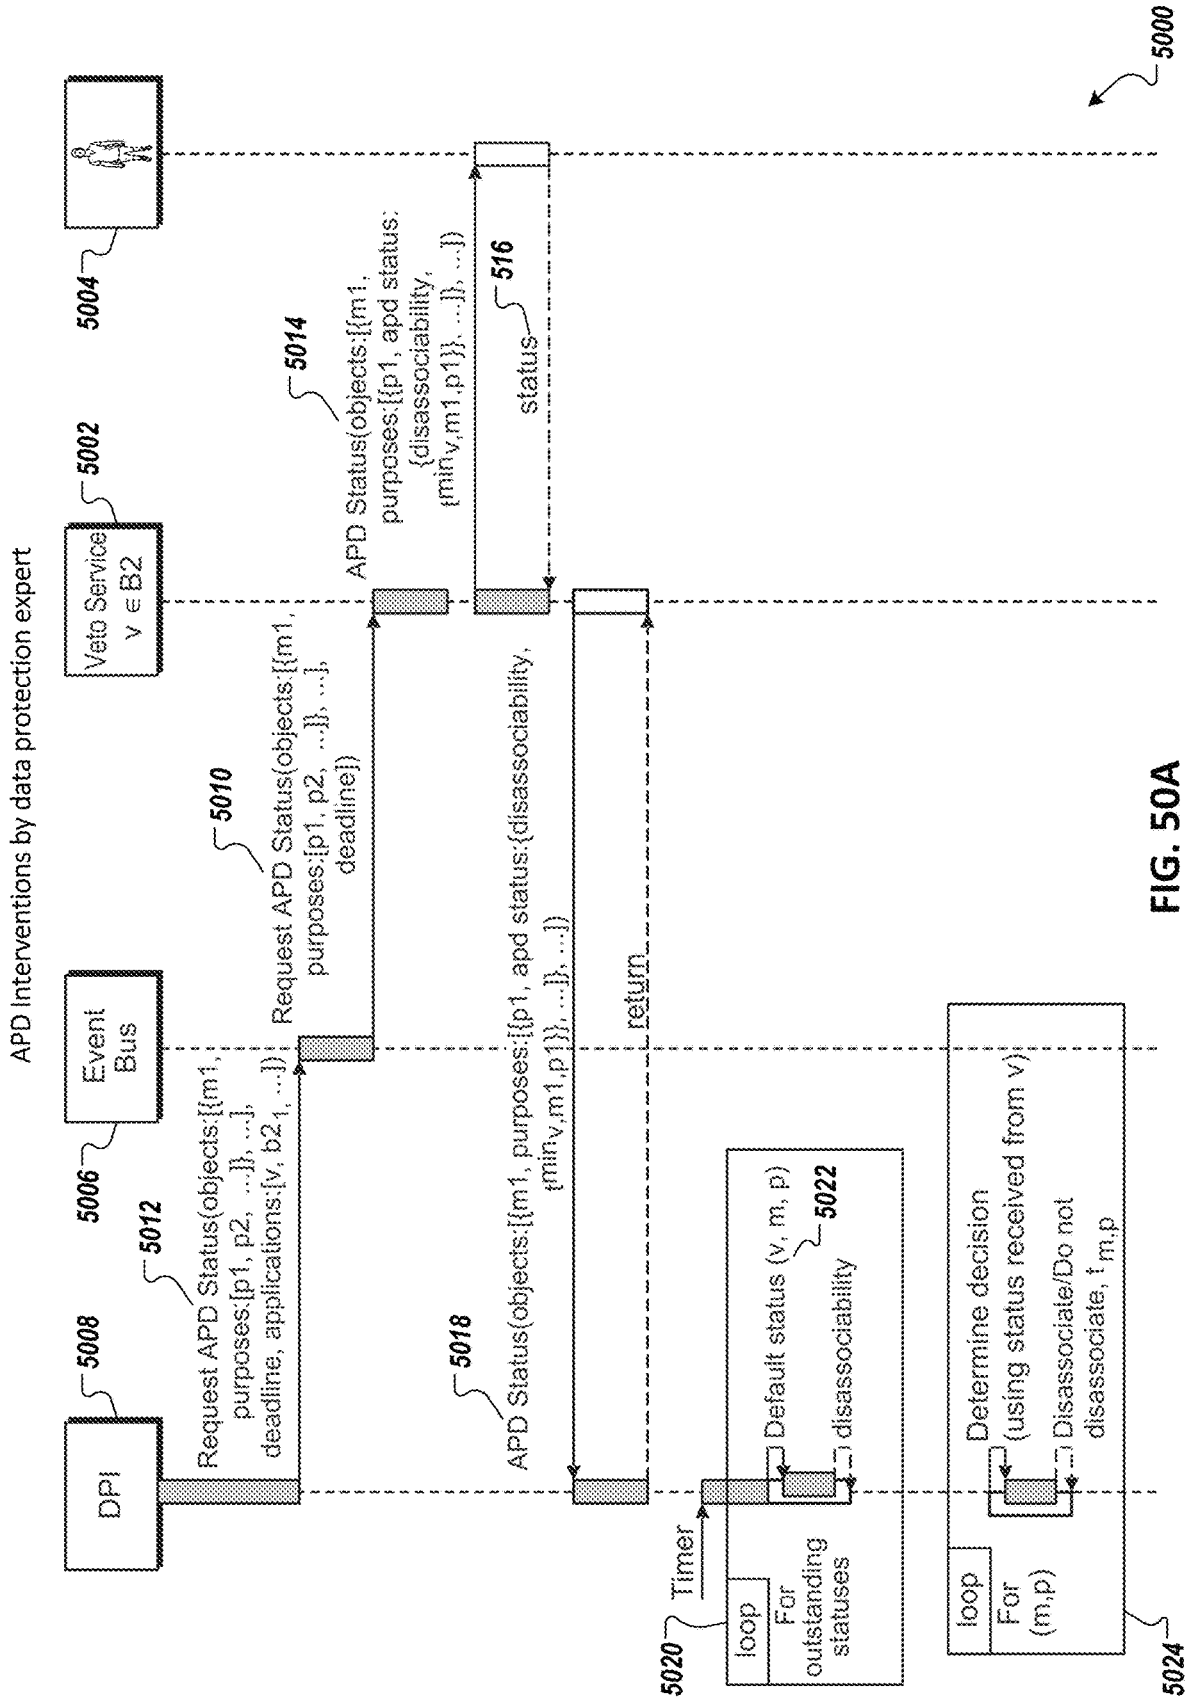 APD Interventions by data protection expert
5008
5006
5002
5004
DPI
Event
Bus
Veto Service
v ∈ B2
5012
Request APD Status(objects:[{m1,
purposes:[p1, p2, ...]}, ...],
deadline, applications:[v, b2₁, ...])
5010
Request APD Status(objects:[{m1,
purposes:[p1, p2, ...]}, ...],
deadline])
5014
APD Status(objects:[{m1,
purposes:[{p1, apd status:
{disassociability,
tmin v,m1,p1}}, ...]}, ...])
516
status
5018
APD Status(objects:[{m1, purposes:[{p1, apd status:{disassociability,
tmin v,m1,p1}}, ...]}, ...])
return
Timer
5020
loop
For
outstanding
statuses
Default status (v, m, p)
5022
disassociability
loop
For
(m,p)
Determine decision
(using status received from v)
Disassociate/Do not
disassociate, t m,p
5024
5000
FIG. 50A